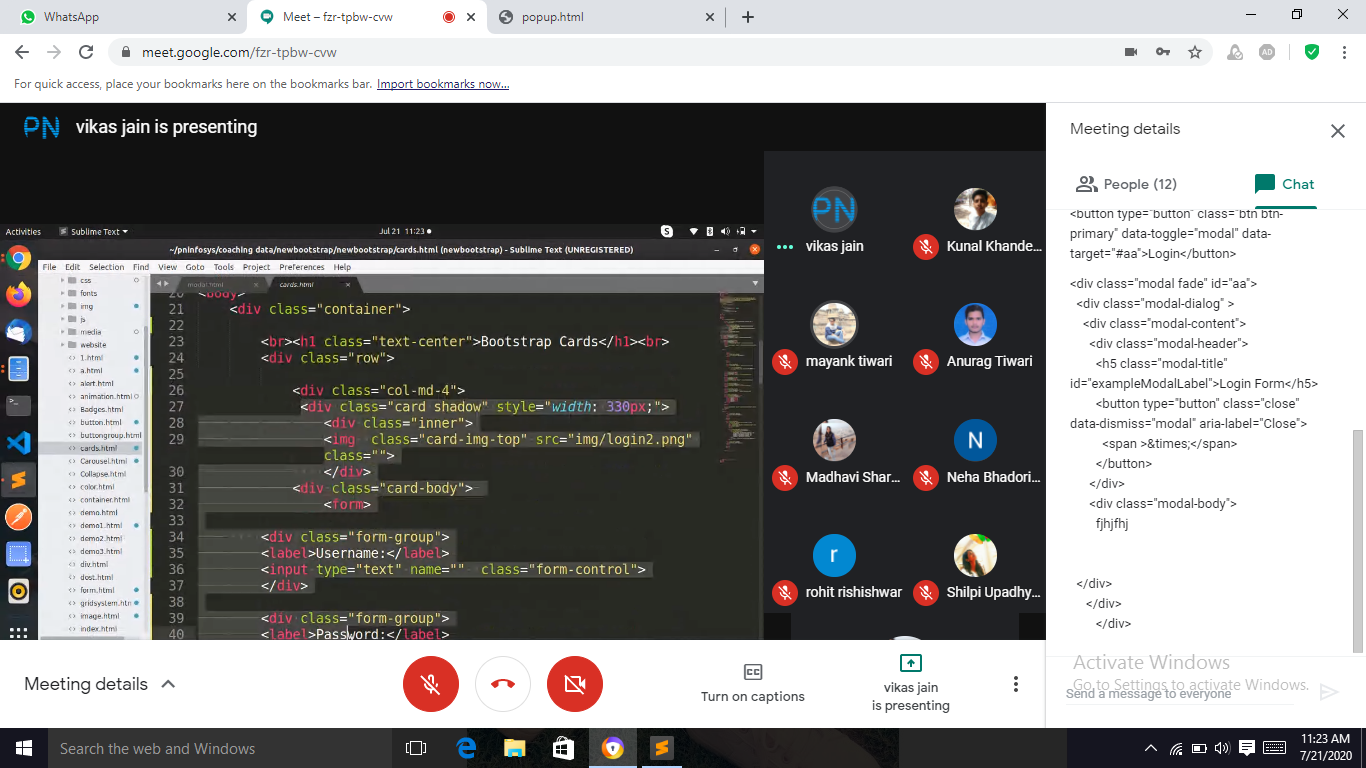 WhatsApp
Meet – fzr-tpbw-cvw
popup.html
meet.google.com/fzr-tpbw-cvw
For quick access, place your bookmarks here on the bookmarks bar. Import bookmarks now...
PN vikas jain is presenting
Activities
Sublime Text
Jul 21 11:23
~/pninfosys/coaching data/newbootstrap/newbootstrap/cards.html (newbootstrap) - Sublime Text (UNREGISTERED)
File Edit Selection Find View Goto Tools Project Preferences Help
css
fonts
img
js
media
website
1.html
a.html
alert.html
animation.html
Badges.html
button.html
buttongroup.html
cards.html
Carousel.html
Collapse.html
color.html
container.html
demo.html
demo1.html
demo2.html
demo3.html
div.html
dost.html
form.html
gridsystem.htm
image.html
index.html
modal.html
cards.html
20 <body>
21 <div class="container">
22
23 <br><h1 class="text-center">Bootstrap Cards</h1><br>
24 <div class="row">
25
26 <div class="col-md-4">
27 <div class="card shadow" style="width: 330px;">
28 <div class="inner">
29 <img class="card-img-top" src="img/login2.png"
class="">
30 </div>
31 <div class="card-body">
32 <form>
33
34 <div class="form-group">
35 <label>Username:</label>
36 <input type="text" name="" class="form-control">
37 </div>
38
39 <div class="form-group">
40 <label>Password:</label>
PN
vikas jain
Kunal Khande...
mayank tiwari
Anurag Tiwari
Madhavi Shar...
N
Neha Bhadori...
r
rohit rishishwar
Shilpi Upadhy...
Meeting details
People (12)
Chat
<button type="button" class="btn btn-
primary" data-toggle="modal" data-
target="#aa">Login</button>
<div class="modal fade" id="aa">
<div class="modal-dialog" >
<div class="modal-content">
<div class="modal-header">
<h5 class="modal-title"
id="exampleModalLabel">Login Form</h5>
<button type="button" class="close"
data-dismiss="modal" aria-label="Close">
<span >&times;</span>
</button>
</div>
<div class="modal-body">
fjhjfhj
</div>
</div>
</div>
Activate Windows
Go to Settings to activate Windows.
Send a message to everyone
Meeting details
Turn on captions
vikas jain
is presenting
Search the web and Windows
11:23 AM
7/21/2020